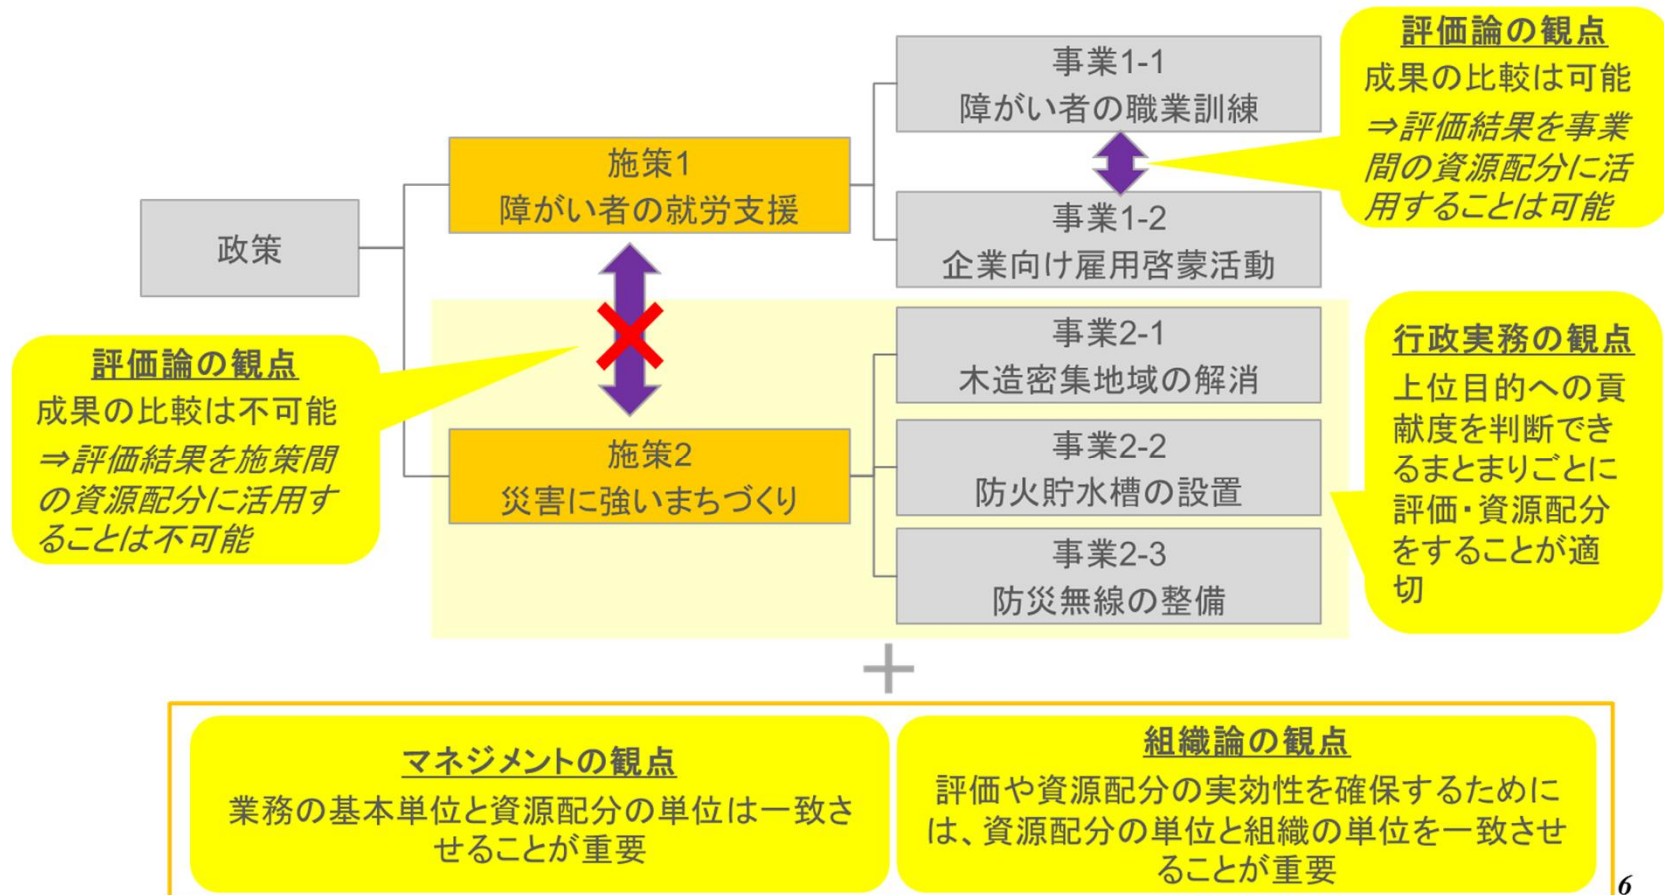 政策
施策1
障がい者の就労支援
施策2
災害に強いまちづくり
事業1-1
障がい者の職業訓練
事業1-2
企業向け雇用啓蒙活動
事業2-1
木造密集地域の解消
事業2-2
防火貯水槽の設置
事業2-3
防災無線の整備
評価論の観点
成果の比較は可能
⇒評価結果を事業
間の資源配分に活
用することは可能
評価論の観点
成果の比較は不可能
⇒評価結果を施策間
の資源配分に活用す
ることは不可能
行政実務の観点
上位目的への貢
献度を判断でき
るまとまりごとに
評価・資源配分
をすることが適
切
+
マネジメントの観点
業務の基本単位と資源配分の単位は一致さ
せることが重要
組織論の観点
評価や資源配分の実効性を確保するために
は、資源配分の単位と組織の単位を一致させ
ることが重要
6